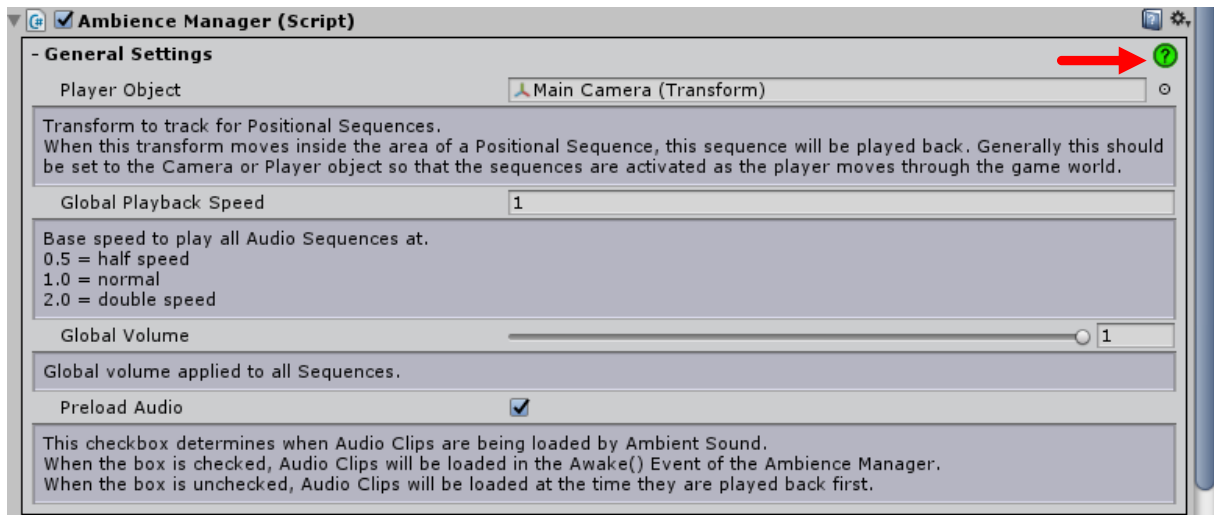 Ambience Manager (Script)
- General Settings
?
Player Object
Main Camera (Transform)
Transform to track for Positional Sequences.
When this transform moves inside the area of a Positional Sequence, this sequence will be played back. Generally this should
be set to the Camera or Player object so that the sequences are activated as the player moves through the game world.
Global Playback Speed
1
Base speed to play all Audio Sequences at.
0.5 = half speed
1.0 = normal
2.0 = double speed
Global Volume
1
Global volume applied to all Sequences.
Preload Audio
This checkbox determines when Audio Clips are being loaded by Ambient Sound.
When the box is checked, Audio Clips will be loaded in the Awake() Event of the Ambience Manager.
When the box is unchecked, Audio Clips will be loaded at the time they are played back first.